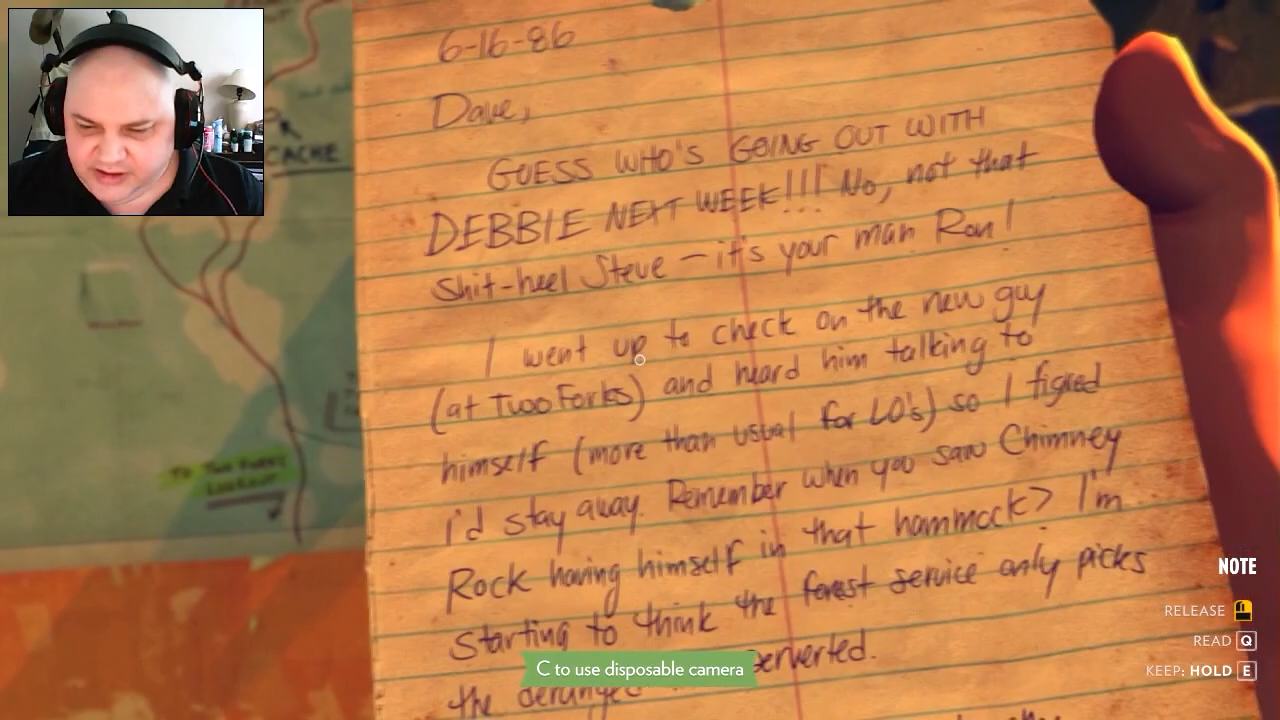 6-16-86
Dave,
GUESS WHO'S GOING OUT WITH
DEBBIE NEXT WEEK!!! No, not that
Shit-heel Steve - it's your man Ron!
I went up to check on the new guy
(at Two Forks) and heard him talking to
himself (more than usual for LO's) so I figred
I'd stay away. Remember when you saw Chimney
Rock having himself in that hammock? I'm
starting to think the forest service only picks
the deranged perverted.
CACHE
TO TWO FORKS
LOOKOUT
NOTE
RELEASE
READ Q
KEEP: HOLD E
C to use disposable camera